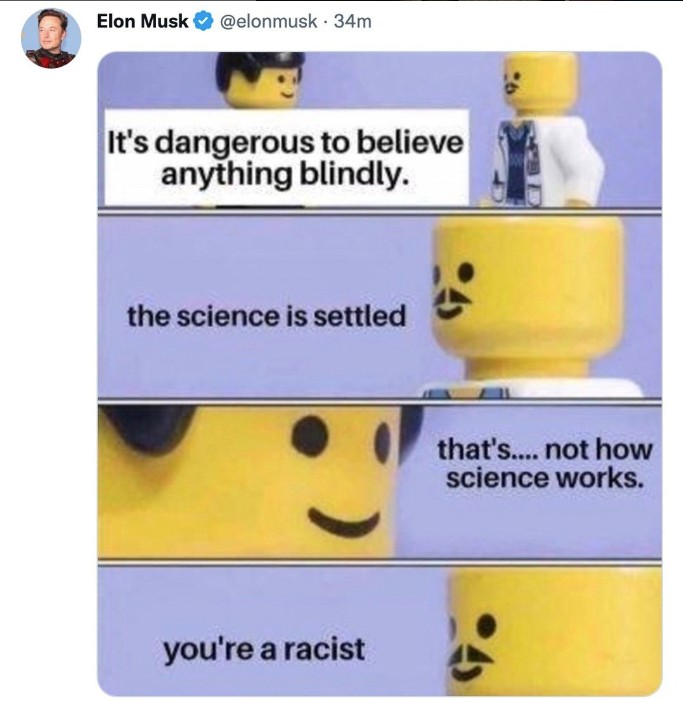 Elon Musk @elonmusk · 34m
It's dangerous to believe
anything blindly.
the science is settled
that's.... not how
science works.
you're a racist